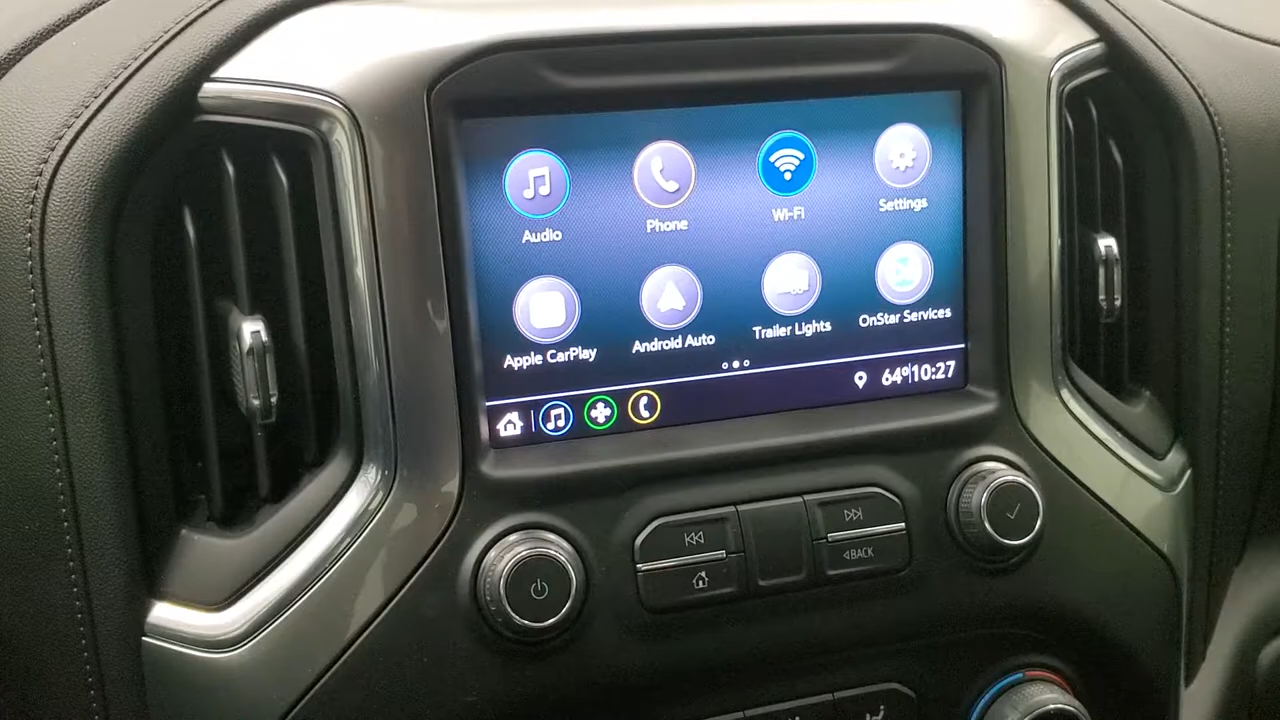 Audio
Phone
Wi-Fi
Settings
Apple CarPlay
Android Auto
Trailer Lights
OnStar Services
64°
10:27
BACK